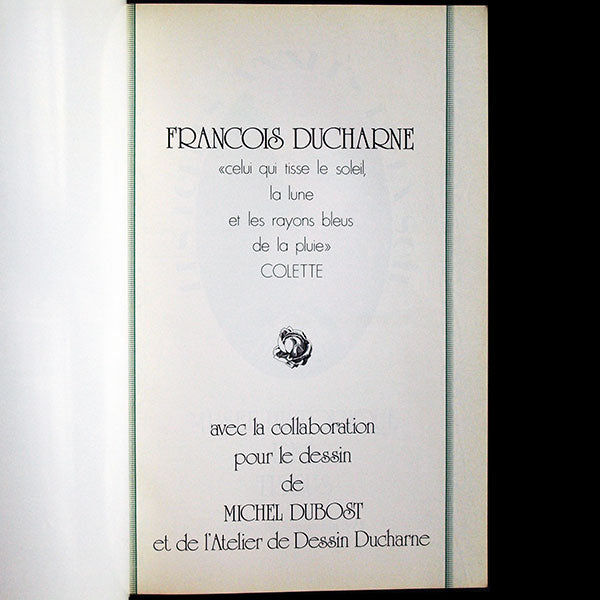 FRANCOIS DUCHARNE
«celui qui tisse le soleil,
la lune
et les rayons bleus
de la pluie»
COLETTE
avec la collaboration
pour le dessin
de
MICHEL DUBOST
et de l'Atelier de Dessin Ducharne